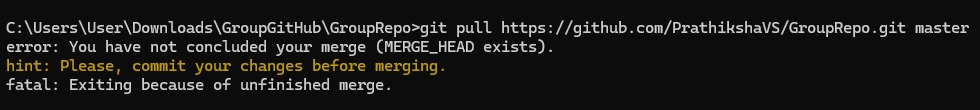 C:\Users\User\Downloads\GroupGitHub\GroupRepo>git pull https://github.com/PrathikshaVS/GroupRepo.git master
error: You have not concluded your merge (MERGE_HEAD exists).
hint: Please, commit your changes before merging.
fatal: Exiting because of unfinished merge.